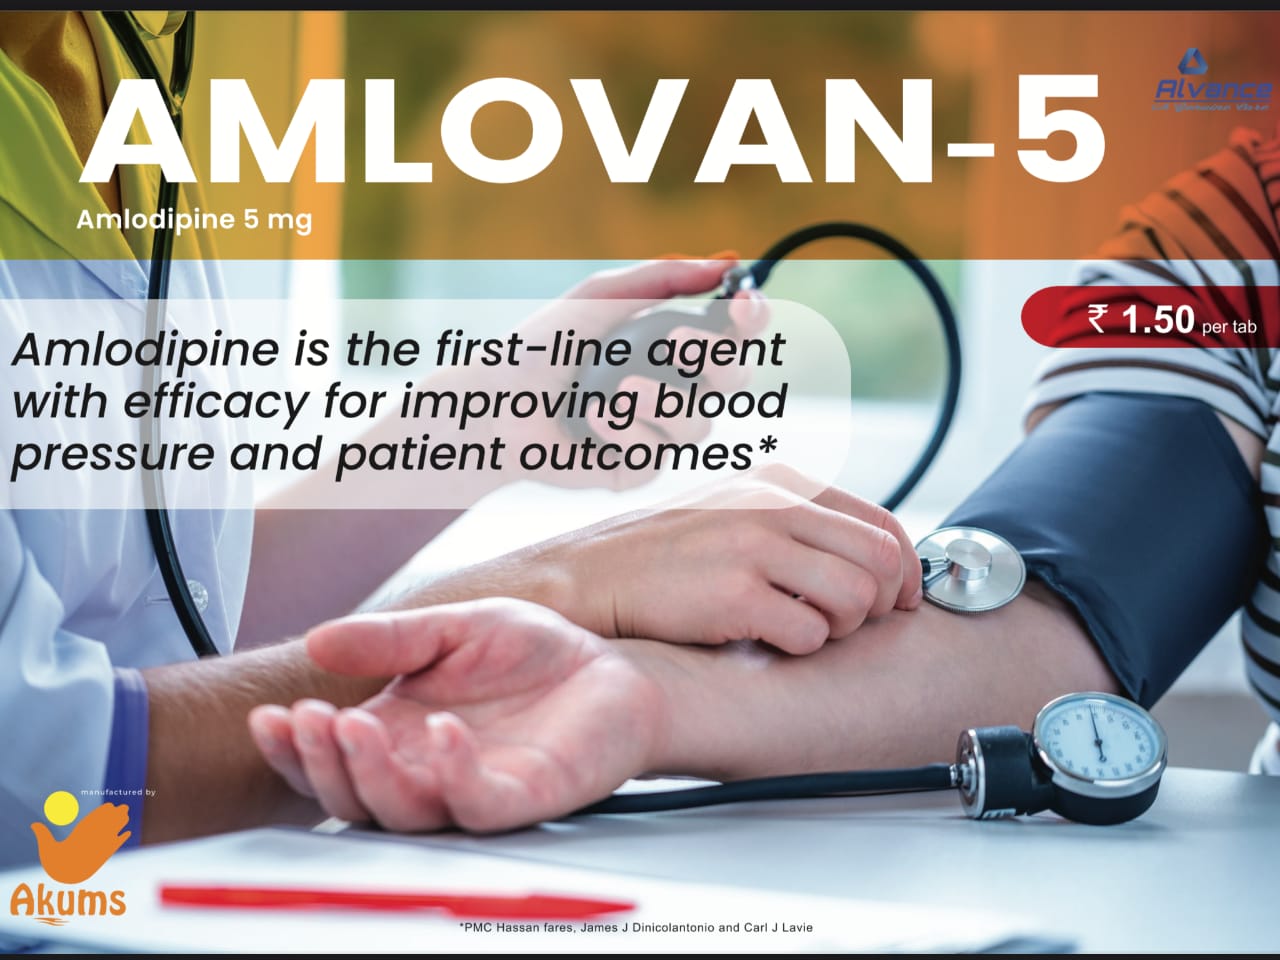 AMLOVAN-5
Alvance
Amlodipine 5 mg
₹ 1.50 per tab
Amlodipine is the first-line agent
with efficacy for improving blood
pressure and patient outcomes*
manufactured by
Akums
*PMC Hassan fares, James J Dinicolantonio and Carl J Lavie